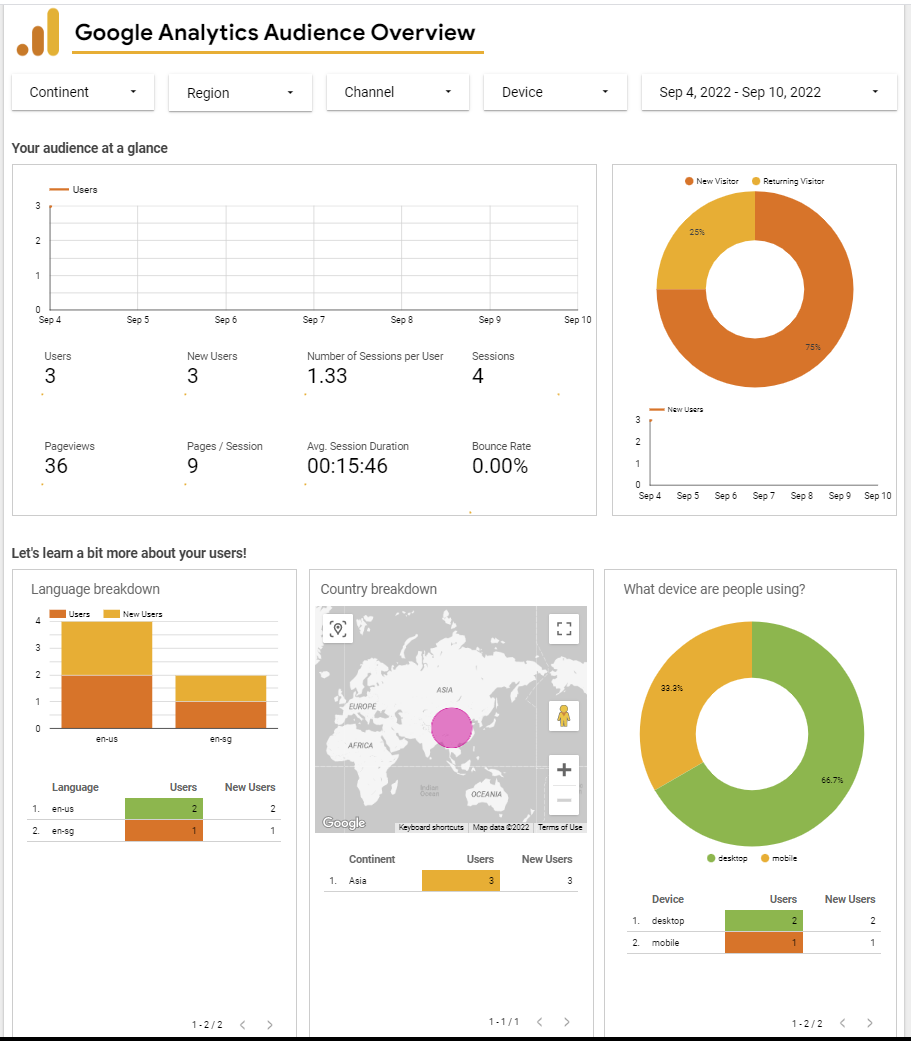 Google Analytics Audience Overview
Continent
Region
Channel
Device
Sep 4, 2022 - Sep 10, 2022
Your audience at a glance
Users
3
2
1
0
Sep 4 Sep 5 Sep 6 Sep 7 Sep 8 Sep 9 Sep 10
Users New Users Number of Sessions per User Sessions
3 3 1.33 4
Pageviews Pages / Session Avg. Session Duration Bounce Rate
36 9 00:15:46 0.00%
New Visitor Returning Visitor
25%
75%
New Users
3
2
1
0
Sep 4 Sep 5 Sep 6 Sep 7 Sep 8 Sep 9 Sep 10
Let's learn a bit more about your users!
Language breakdown
Users New Users
4
3
2
1
0
en-us en-sg
Language Users New Users
1. en-us 2 2
2. en-sg 1 1
1 - 2 / 2
Country breakdown
ASIA
EUROPE
AFRICA
Indian
Ocean
OCEANIA
Google
Keyboard shortcuts Map data ©2022 Terms of Use
Continent Users New Users
1. Asia 3 3
1 - 1 / 1
What device are people using?
33.3%
66.7%
desktop mobile
Device Users New Users
1. desktop 2 2
2. mobile 1 1
1 - 2 / 2